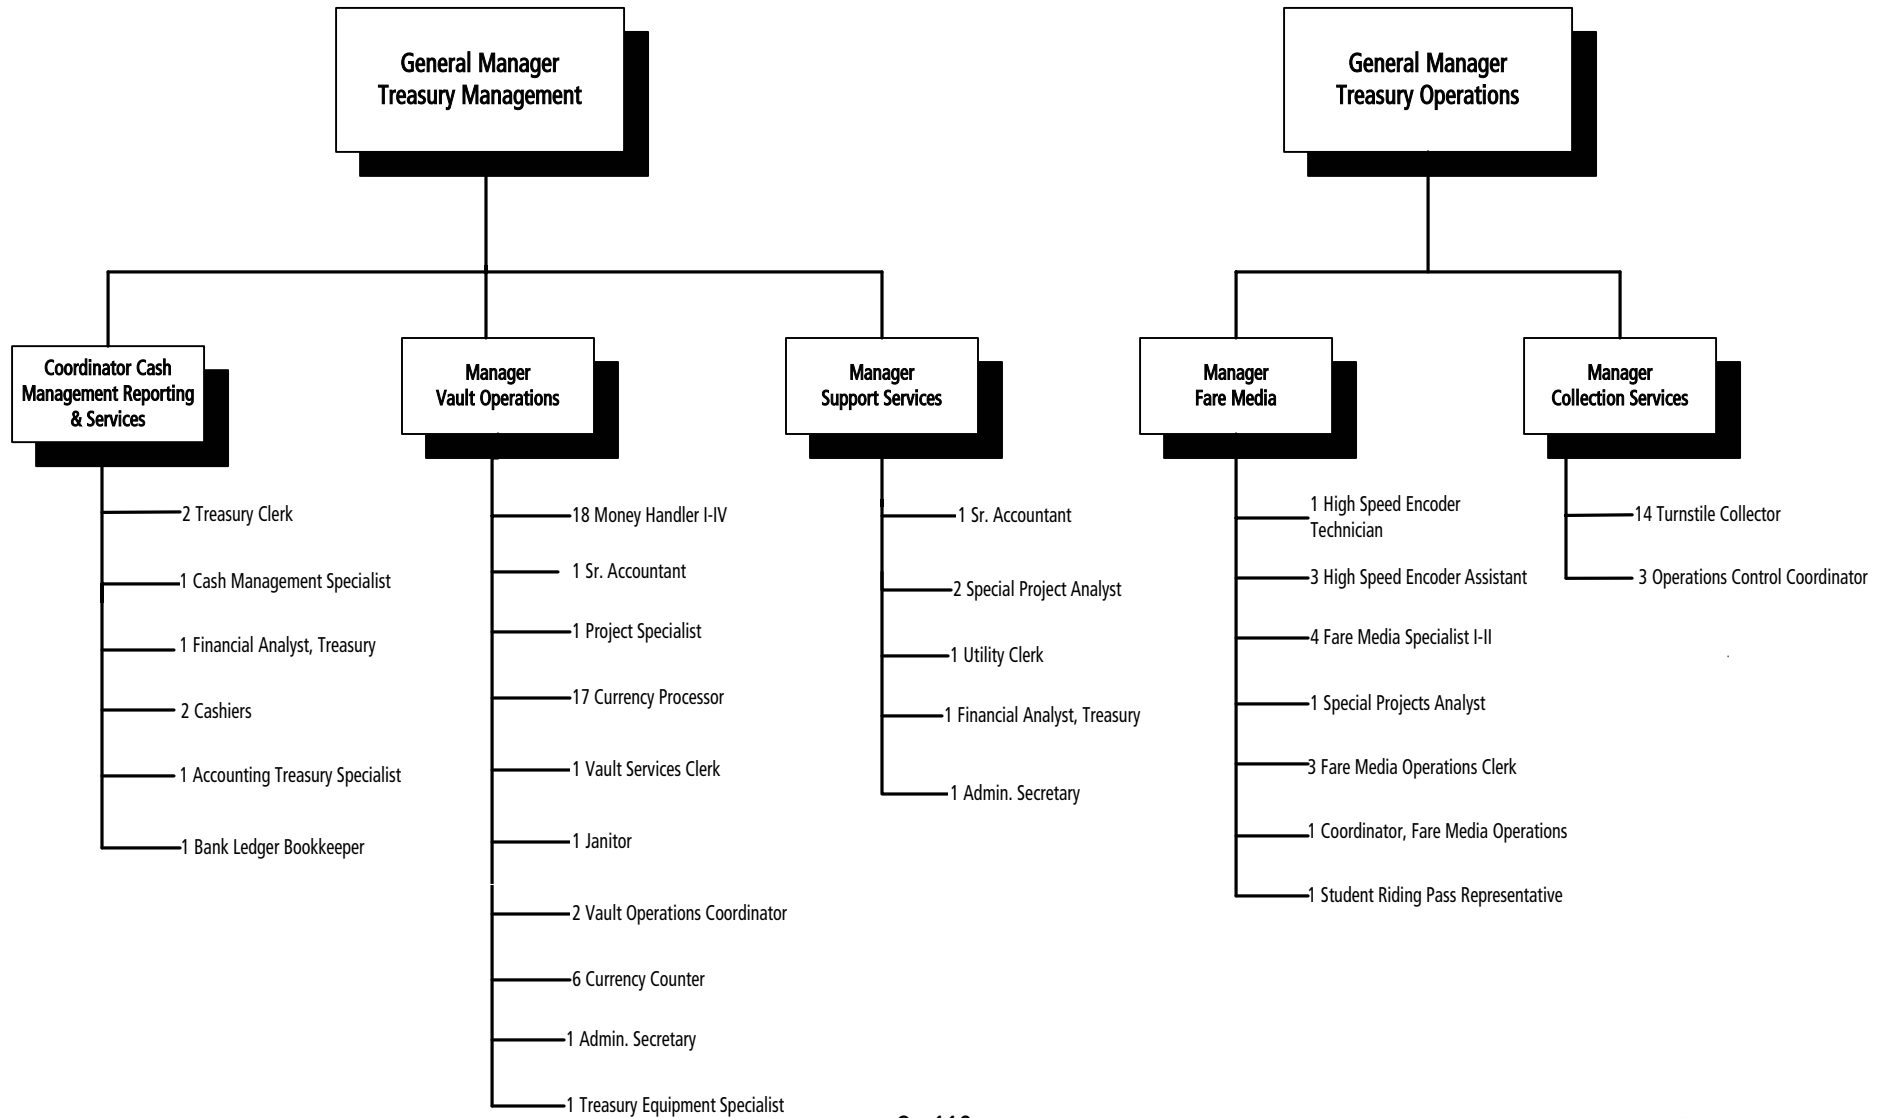 General Manager
Treasury Management
General Manager
Treasury Operations
Coordinator Cash
Management Reporting
& Services
2 Treasury Clerk
1 Cash Management Specialist
1 Financial Analyst, Treasury
2 Cashiers
1 Accounting Treasury Specialist
1 Bank Ledger Bookkeeper
Manager
Vault Operations
18 Money Handler I-IV
1 Sr. Accountant
1 Project Specialist
17 Currency Processor
1 Vault Services Clerk
1 Janitor
2 Vault Operations Coordinator
6 Currency Counter
1 Admin. Secretary
1 Treasury Equipment Specialist
Manager
Support Services
1 Sr. Accountant
2 Special Project Analyst
1 Utility Clerk
1 Financial Analyst, Treasury
1 Admin. Secretary
Manager
Fare Media
1 High Speed Encoder
Technician
3 High Speed Encoder Assistant
4 Fare Media Specialist I-II
1 Special Projects Analyst
3 Fare Media Operations Clerk
1 Coordinator, Fare Media Operations
1 Student Riding Pass Representative
Manager
Collection Services
14 Turnstile Collector
3 Operations Control Coordinator